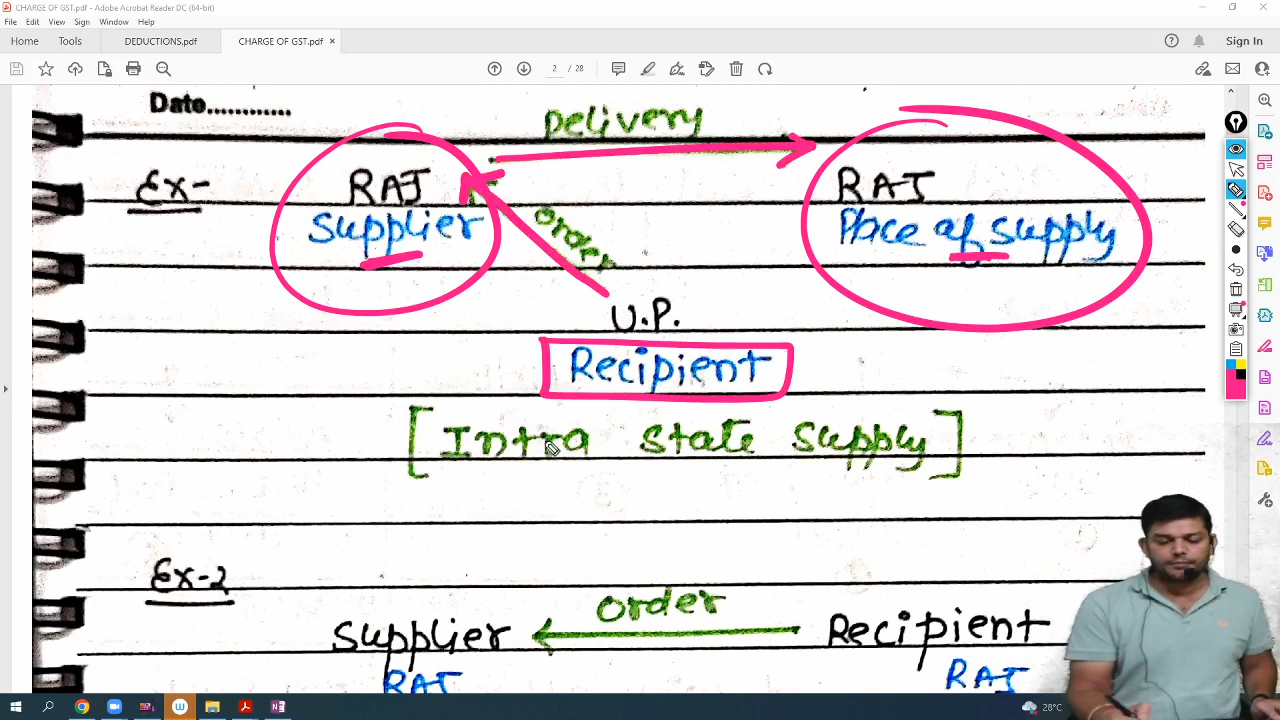 CHARGE OF GST.pdf - Adobe Acrobat Reader DC (64-bit)
File Edit View Sign Window Help
Home Tools DEDUCTIONS.pdf CHARGE OF GST.pdf × Sign In
2 / 28
Date............
Delivery
Ex- RAJ RAJ
Supplier Place of supply
order
U.P.
Recipient
[Intra State Supply]
Ex-2
order
Supplier Recipient
RAJ RAJ
28°C